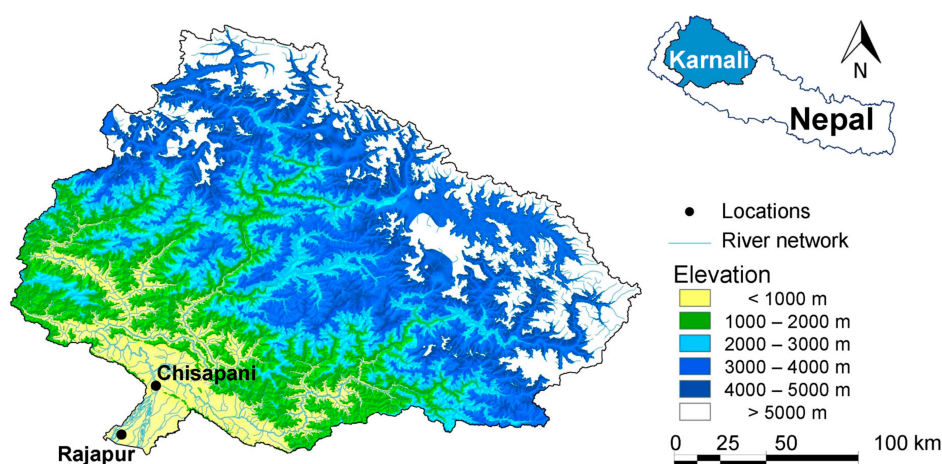 Karnali
N
Nepal
Locations
River network
Elevation
< 1000 m
1000 – 2000 m
2000 – 3000 m
3000 – 4000 m
4000 – 5000 m
> 5000 m
0 25 50 100 km
Chisapani
Rajapur